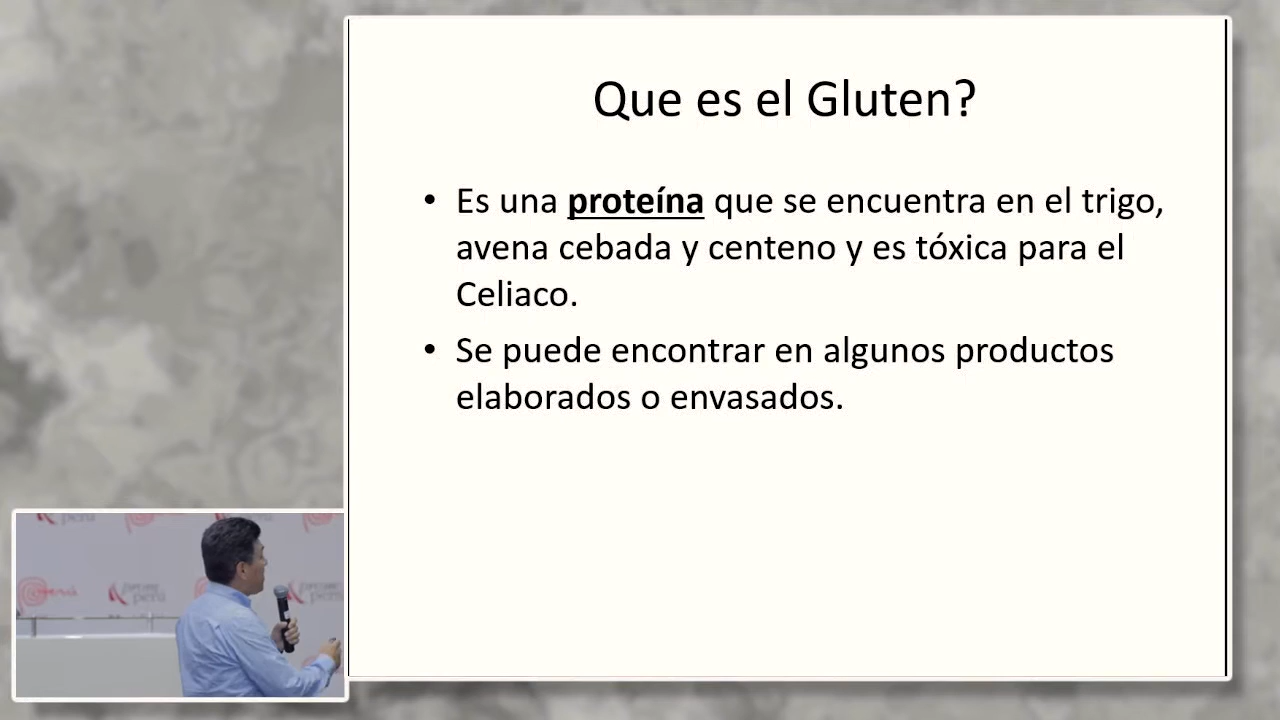 Que es el Gluten?
• Es una proteína que se encuentra en el trigo,
avena cebada y centeno y es tóxica para el
Celiaco.
• Se puede encontrar en algunos productos
elaborados o envasados.
perú